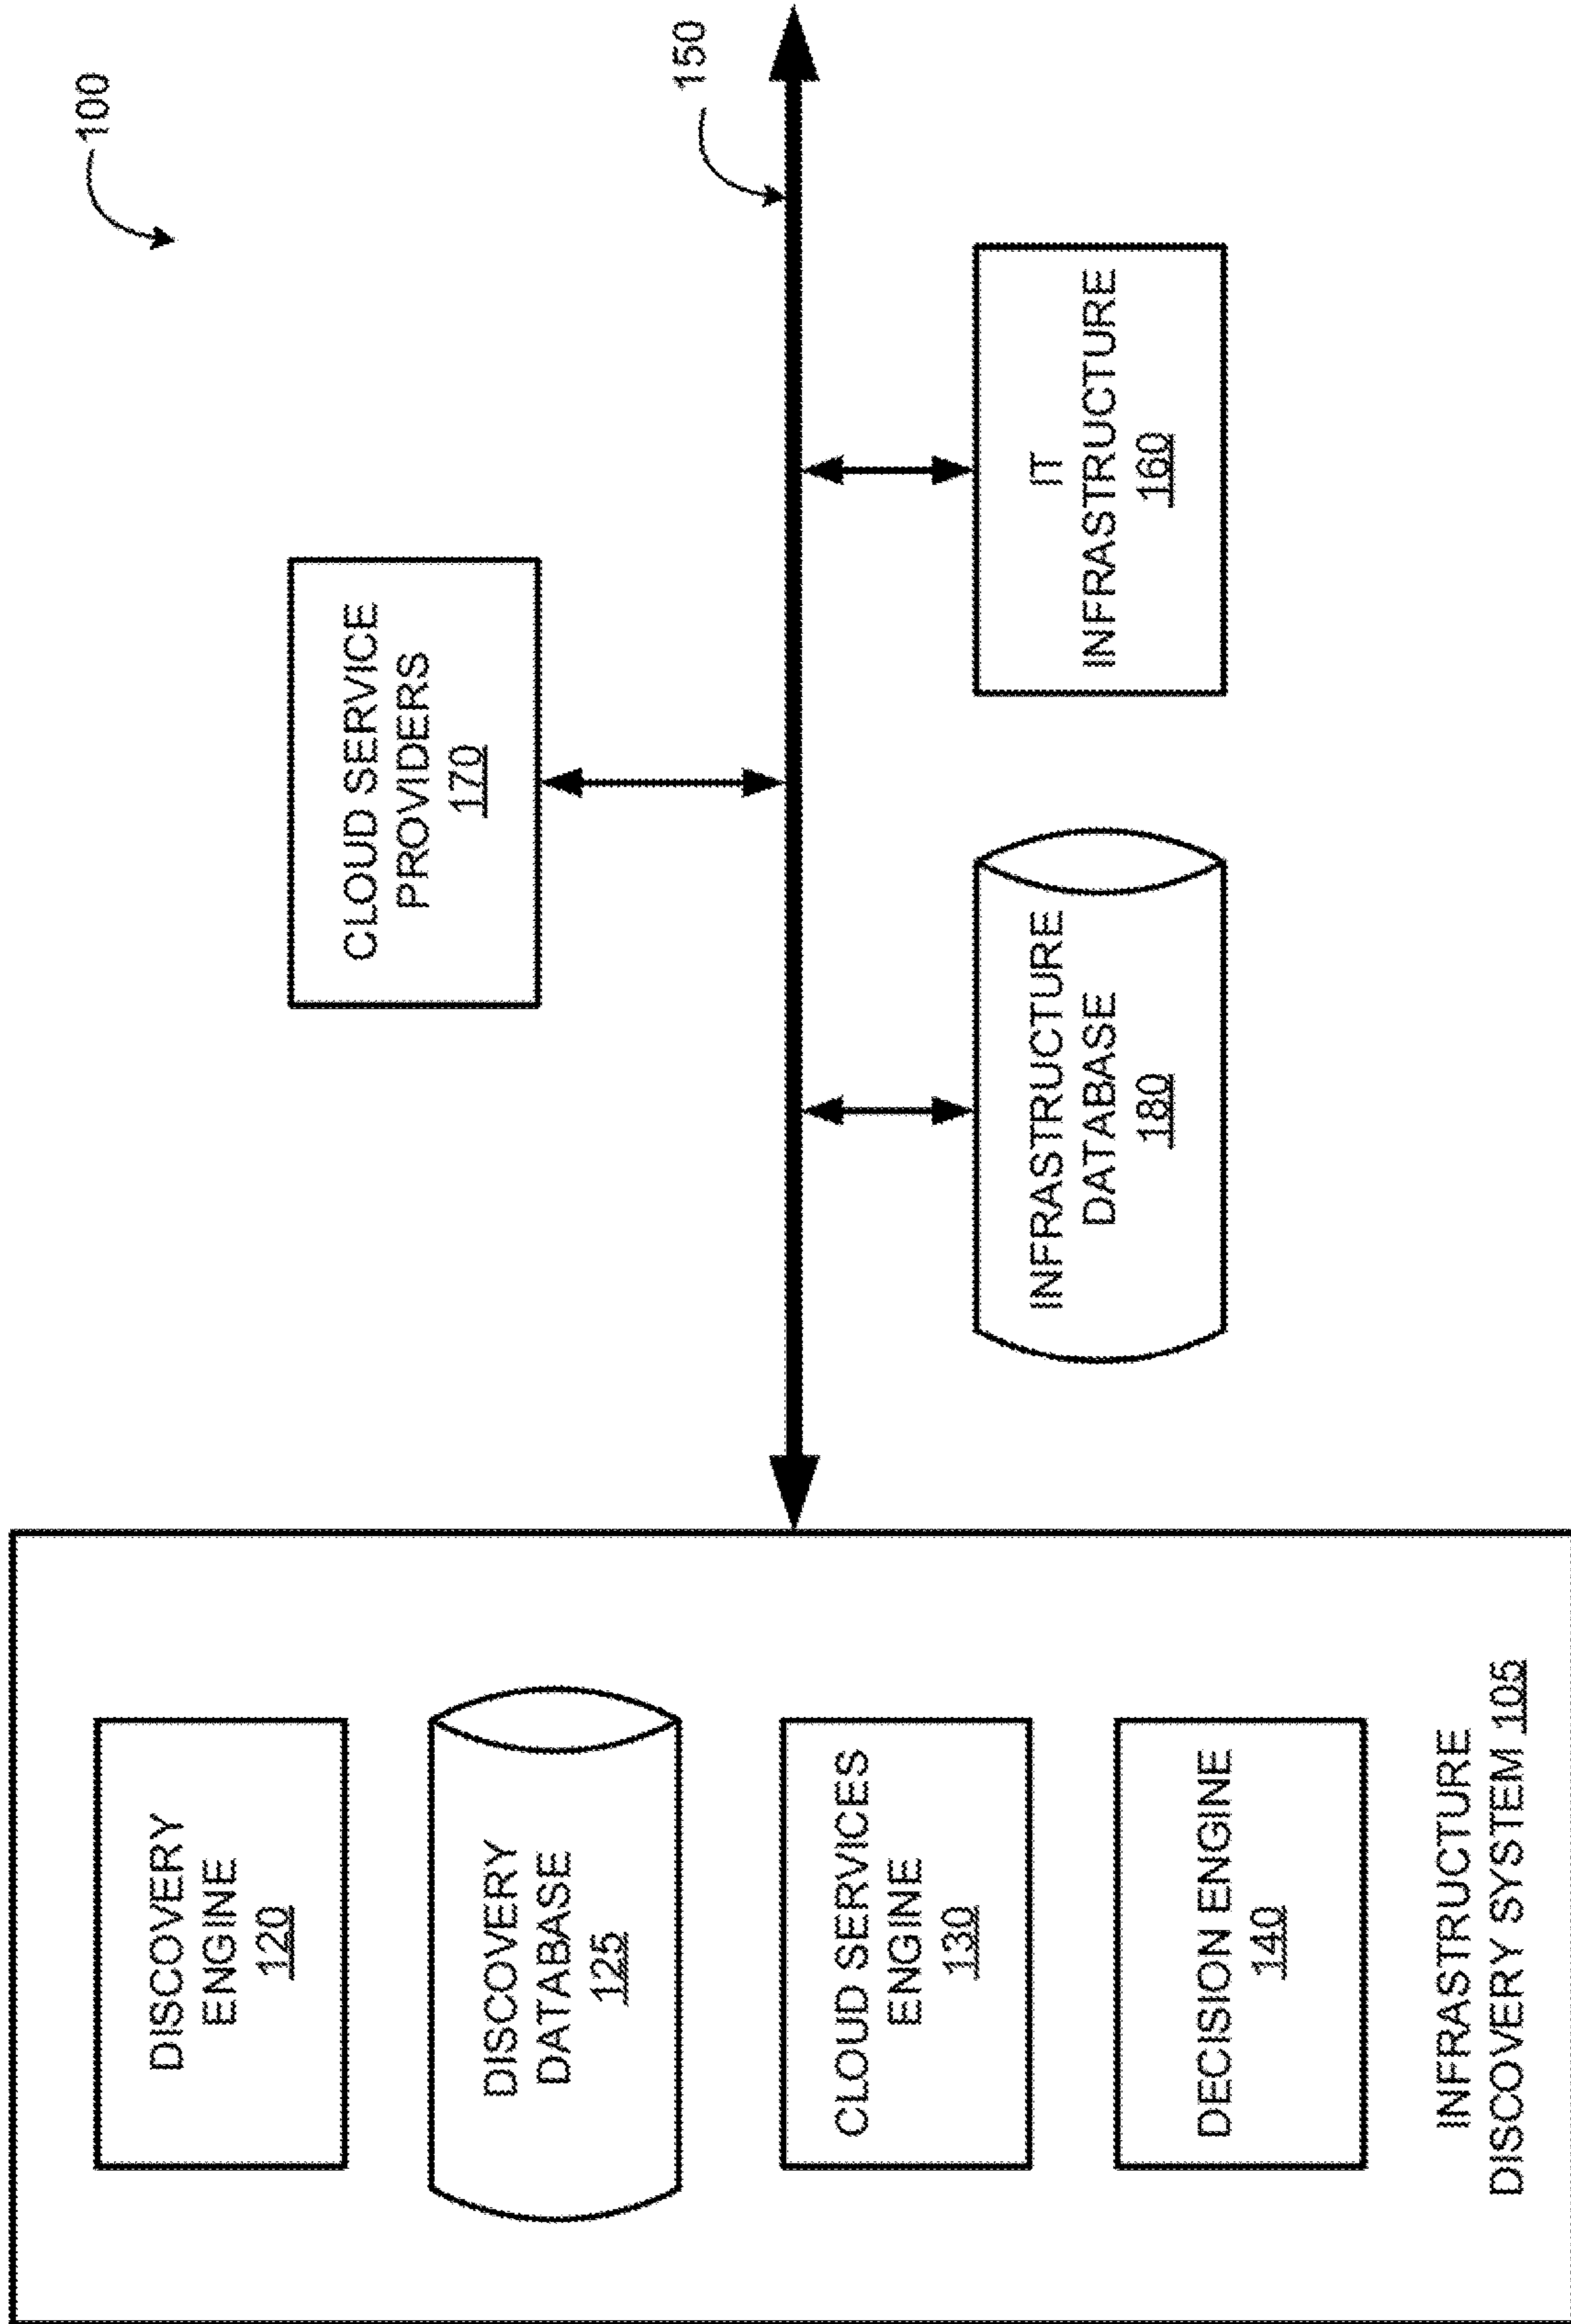 100
150
CLOUD SERVICE
PROVIDERS
170
INFRASTRUCTURE
DATABASE
180
IT
INFRASTRUCTURE
160
DISCOVERY
ENGINE
120
DISCOVERY
DATABASE
125
CLOUD SERVICES
ENGINE
130
DECISION ENGINE
140
INFRASTRUCTURE
DISCOVERY SYSTEM 105